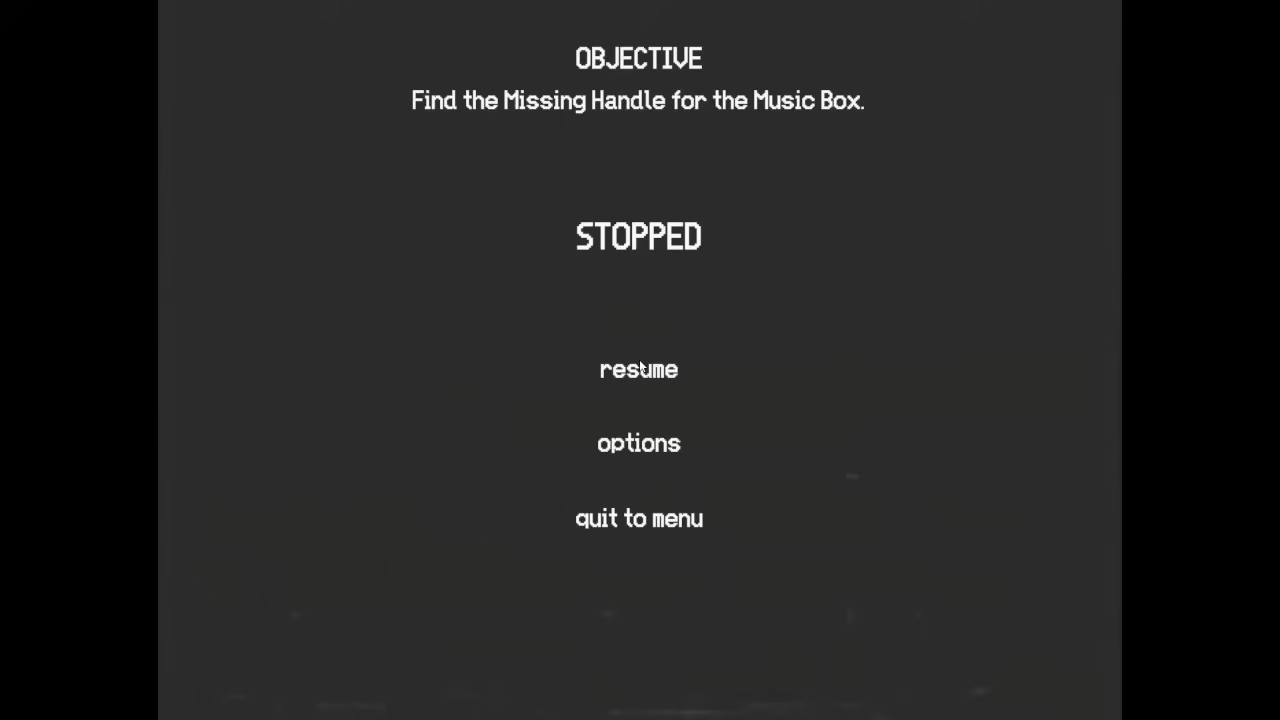 OBJECTIVE
Find the Missing Handle for the Music Box.
STOPPED
resume
options
quit to menu